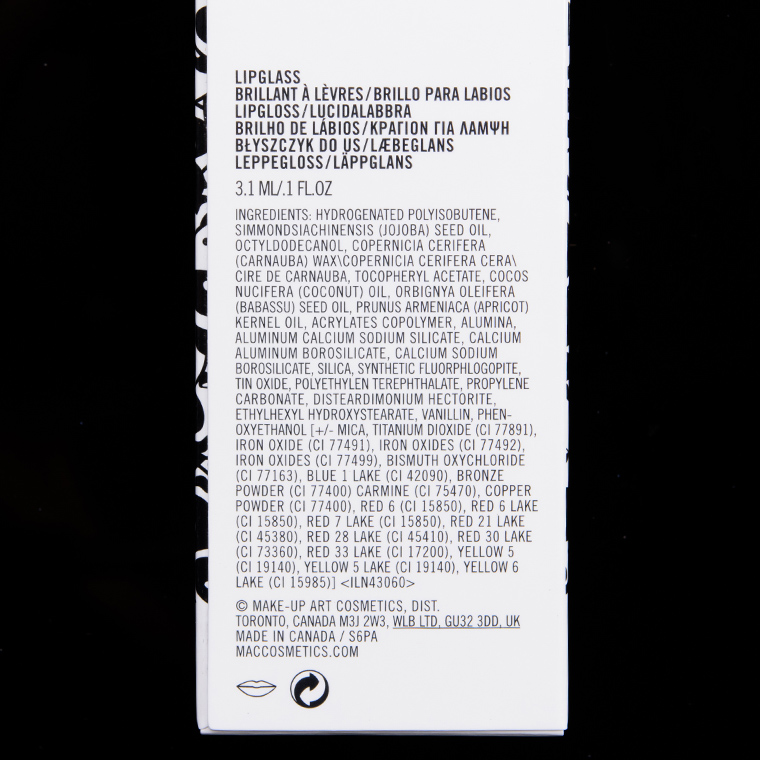 LIPGLASS
BRILLANT À LÈVRES/BRILLO PARA LABIOS
LIPGLOSS/LUCIDALABBRA
BRILHO DE LÁBIOS/ΚΡΑΓΙΟΝ ΓΙΑ ΛΑΜΨΗ
BŁYSZCZYK DO US/LÆBEGLANS
LEPPEGLOSS/LÄPPGLANS
3.1 ML/.1 FL.OZ
INGREDIENTS: HYDROGENATED POLYISOBUTENE,
SIMMONDSIACHINENSIS (JOJOBA) SEED OIL,
OCTYLDODECANOL, COPERNICIA CERIFERA
(CARNAUBA) WAX\COPERNICIA CERIFERA CERA\
CIRE DE CARNAUBA, TOCOPHERYL ACETATE, COCOS
NUCIFERA (COCONUT) OIL, ORBIGNYA OLEIFERA
(BABASSU) SEED OIL, PRUNUS ARMENIACA (APRICOT)
KERNEL OIL, ACRYLATES COPOLYMER, ALUMINA,
ALUMINUM CALCIUM SODIUM SILICATE, CALCIUM
ALUMINUM BOROSILICATE, CALCIUM SODIUM
BOROSILICATE, SILICA, SYNTHETIC FLUORPHLOGOPITE,
TIN OXIDE, POLYETHYLEN TEREPHTHALATE, PROPYLENE
CARBONATE, DISTEARDIMONIUM HECTORITE,
ETHYLHEXYL HYDROXYSTEARATE, VANILLIN, PHEN-
OXYETHANOL [+/- MICA, TITANIUM DIOXIDE (CI 77891),
IRON OXIDE (CI 77491), IRON OXIDES (CI 77492),
IRON OXIDES (CI 77499), BISMUTH OXYCHLORIDE
(CI 77163), BLUE 1 LAKE (CI 42090), BRONZE
POWDER (CI 77400) CARMINE (CI 75470), COPPER
POWDER (CI 77400), RED 6 (CI 15850), RED 6 LAKE
(CI 15850), RED 7 LAKE (CI 15850), RED 21 LAKE
(CI 45380), RED 28 LAKE (CI 45410), RED 30 LAKE
(CI 73360), RED 33 LAKE (CI 17200), YELLOW 5
(CI 19140), YELLOW 5 LAKE (CI 19140), YELLOW 6
LAKE (CI 15985)] <ILN43060>
© MAKE-UP ART COSMETICS, DIST.
TORONTO, CANADA M3J 2W3, WLB LTD, GU32 3DD, UK
MADE IN CANADA / S6PA
MACCOSMETICS.COM